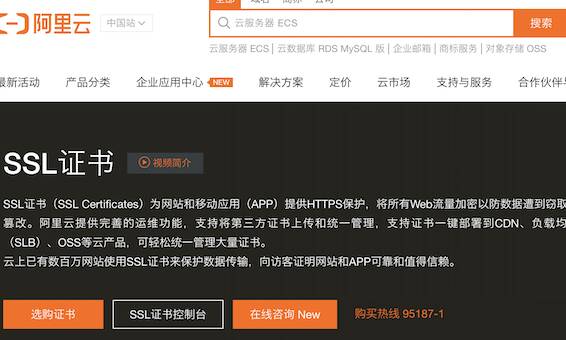 阿里云
中国站
云服务器 ECS
搜索
云服务器 ECS | 云数据库 RDS MySQL 版 | 企业邮箱 | 商标服务 | 对象存储 OSS
最新活动 产品分类 企业应用中心 NEW 解决方案 定价 云市场 支持与服务 合作伙伴与
SSL证书
视频简介
SSL证书（SSL Certificates）为网站和移动应用（APP）提供HTTPS保护，将所有Web流量加密以防数据遭到窃取
篡改。阿里云提供完善的运维功能，支持将第三方证书上传和统一管理，支持证书一键部署到CDN、负载均
（SLB）、OSS等云产品，可轻松统一管理大量证书。
云上已有数百万网站使用SSL证书来保护数据传输，向访客证明网站和APP可靠和值得信赖。
选购证书 SSL证书控制台 在线咨询 New 购买热线 95187-1